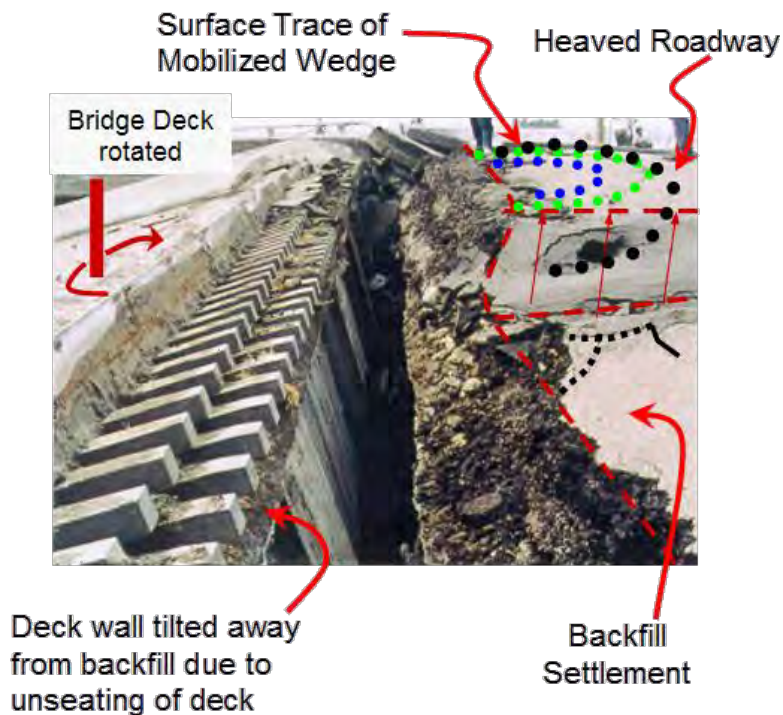 Surface Trace of
Mobilized Wedge
Heaved Roadway
Bridge Deck
rotated
Deck wall tilted away
from backfill due to
unseating of deck
Backfill
Settlement